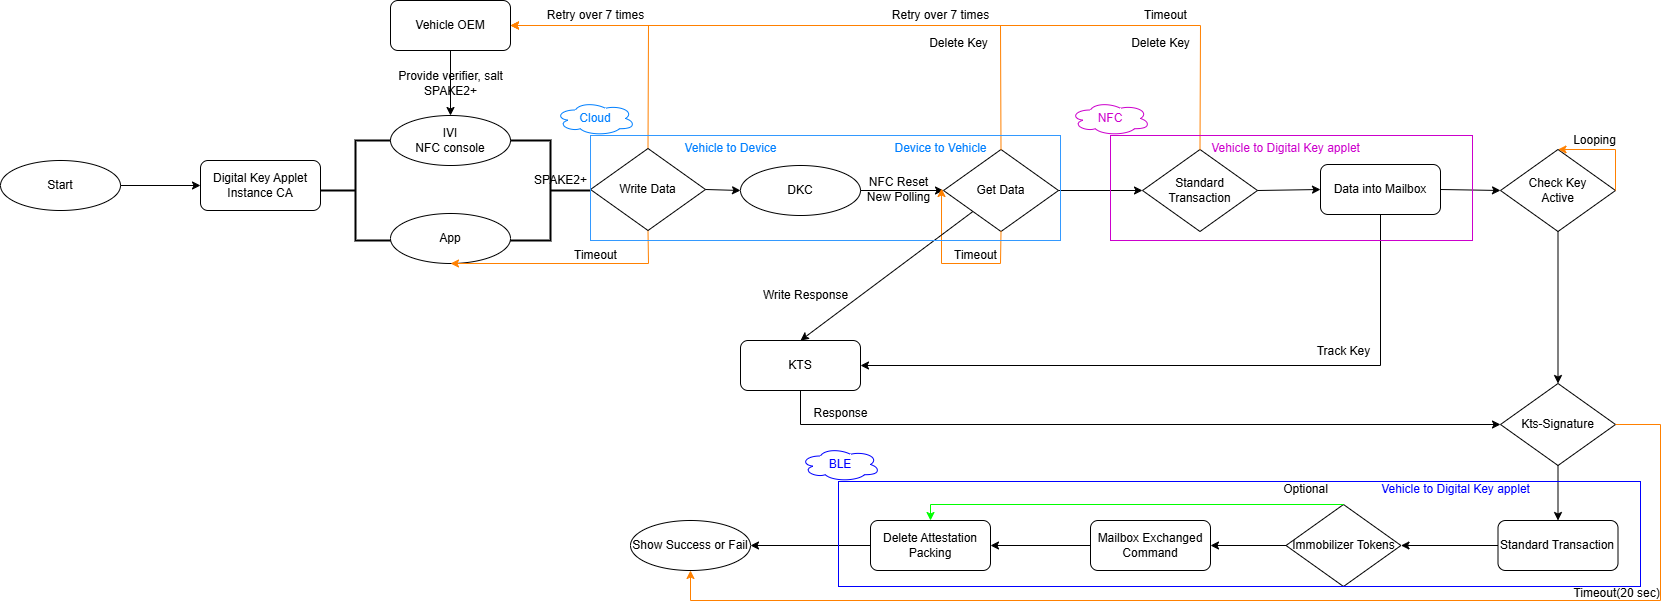 Vehicle OEM
Retry over 7 times
Retry over 7 times
Timeout
Delete Key
Delete Key
Provide verifier, salt
SPAKE2+
Cloud
NFC
IVI
NFC console
Vehicle to Device
Device to Vehicle
Vehicle to Digital Key applet
Looping
Start
Digital Key Applet
Instance CA
SPAKE2+
Write Data
DKC
NFC Reset
New Polling
Get Data
Standard
Transaction
Data into Mailbox
Check Key
Active
App
Timeout
Timeout
Write Response
KTS
Track Key
Response
Kts-Signature
BLE
Optional
Vehicle to Digital Key applet
Show Success or Fail
Delete Attestation
Packing
Mailbox Exchanged
Command
Immobilizer Tokens
Standard Transaction
Timeout(20 sec)